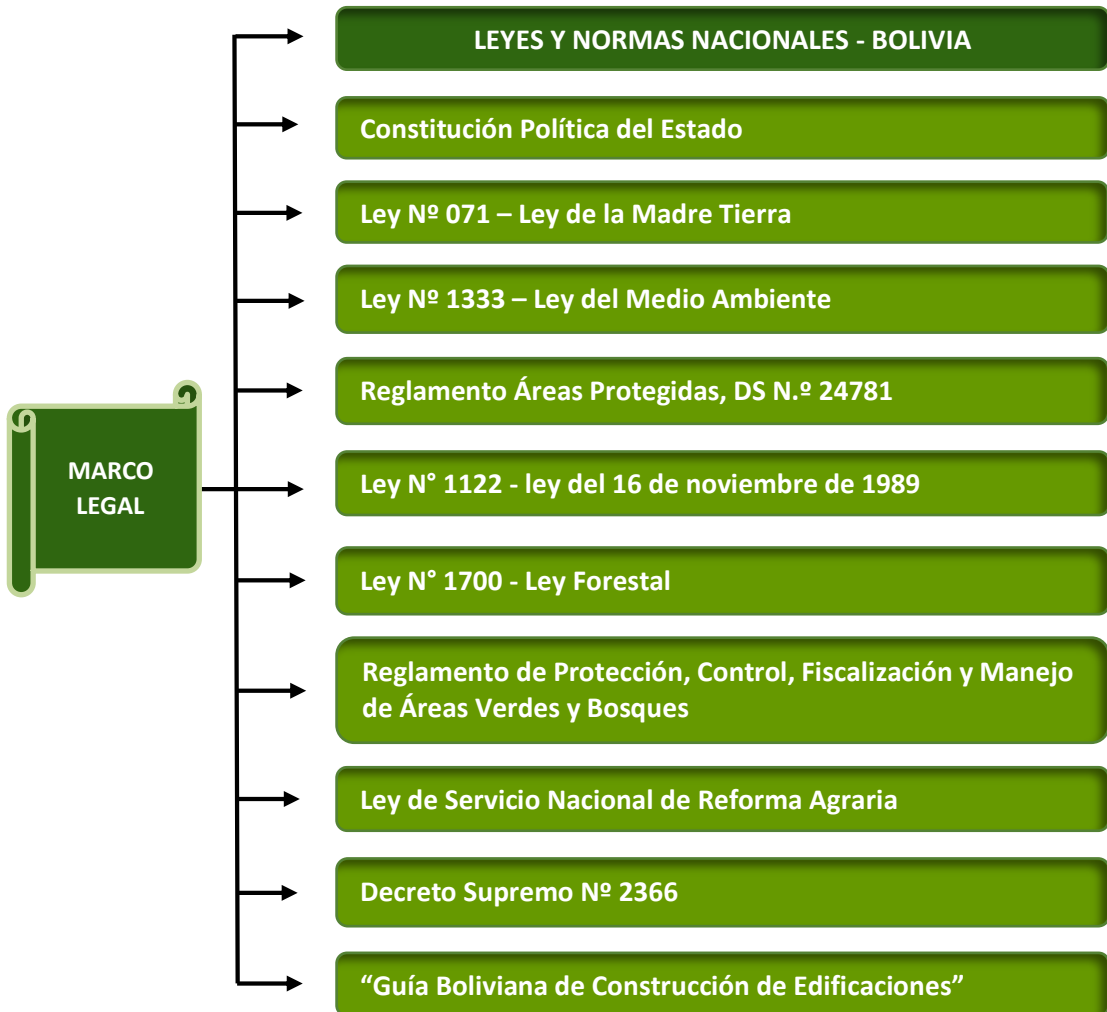 LEYES Y NORMAS NACIONALES - BOLIVIA
Constitución Política del Estado
Ley Nº 071 – Ley de la Madre Tierra
Ley Nº 1333 – Ley del Medio Ambiente
Reglamento Áreas Protegidas, DS N.º 24781
MARCO
LEGAL
Ley N° 1122 - ley del 16 de noviembre de 1989
Ley N° 1700 - Ley Forestal
Reglamento de Protección, Control, Fiscalización y Manejo
de Áreas Verdes y Bosques
Ley de Servicio Nacional de Reforma Agraria
Decreto Supremo Nº 2366
“Guía Boliviana de Construcción de Edificaciones”